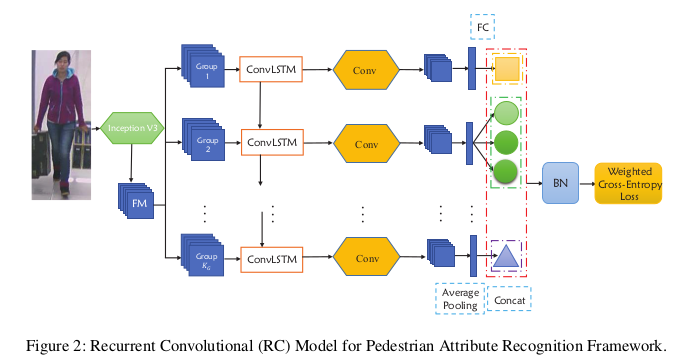 FC
Group
1
ConvLSTM
Conv
Inception V3
Group
2
ConvLSTM
Conv
FM
BN
Weighted
Cross-Entropy
Loss
Group
K_a
ConvLSTM
Conv
Average
Pooling
Concat
Figure 2: Recurrent Convolutional (RC) Model for Pedestrian Attribute Recognition Framework.